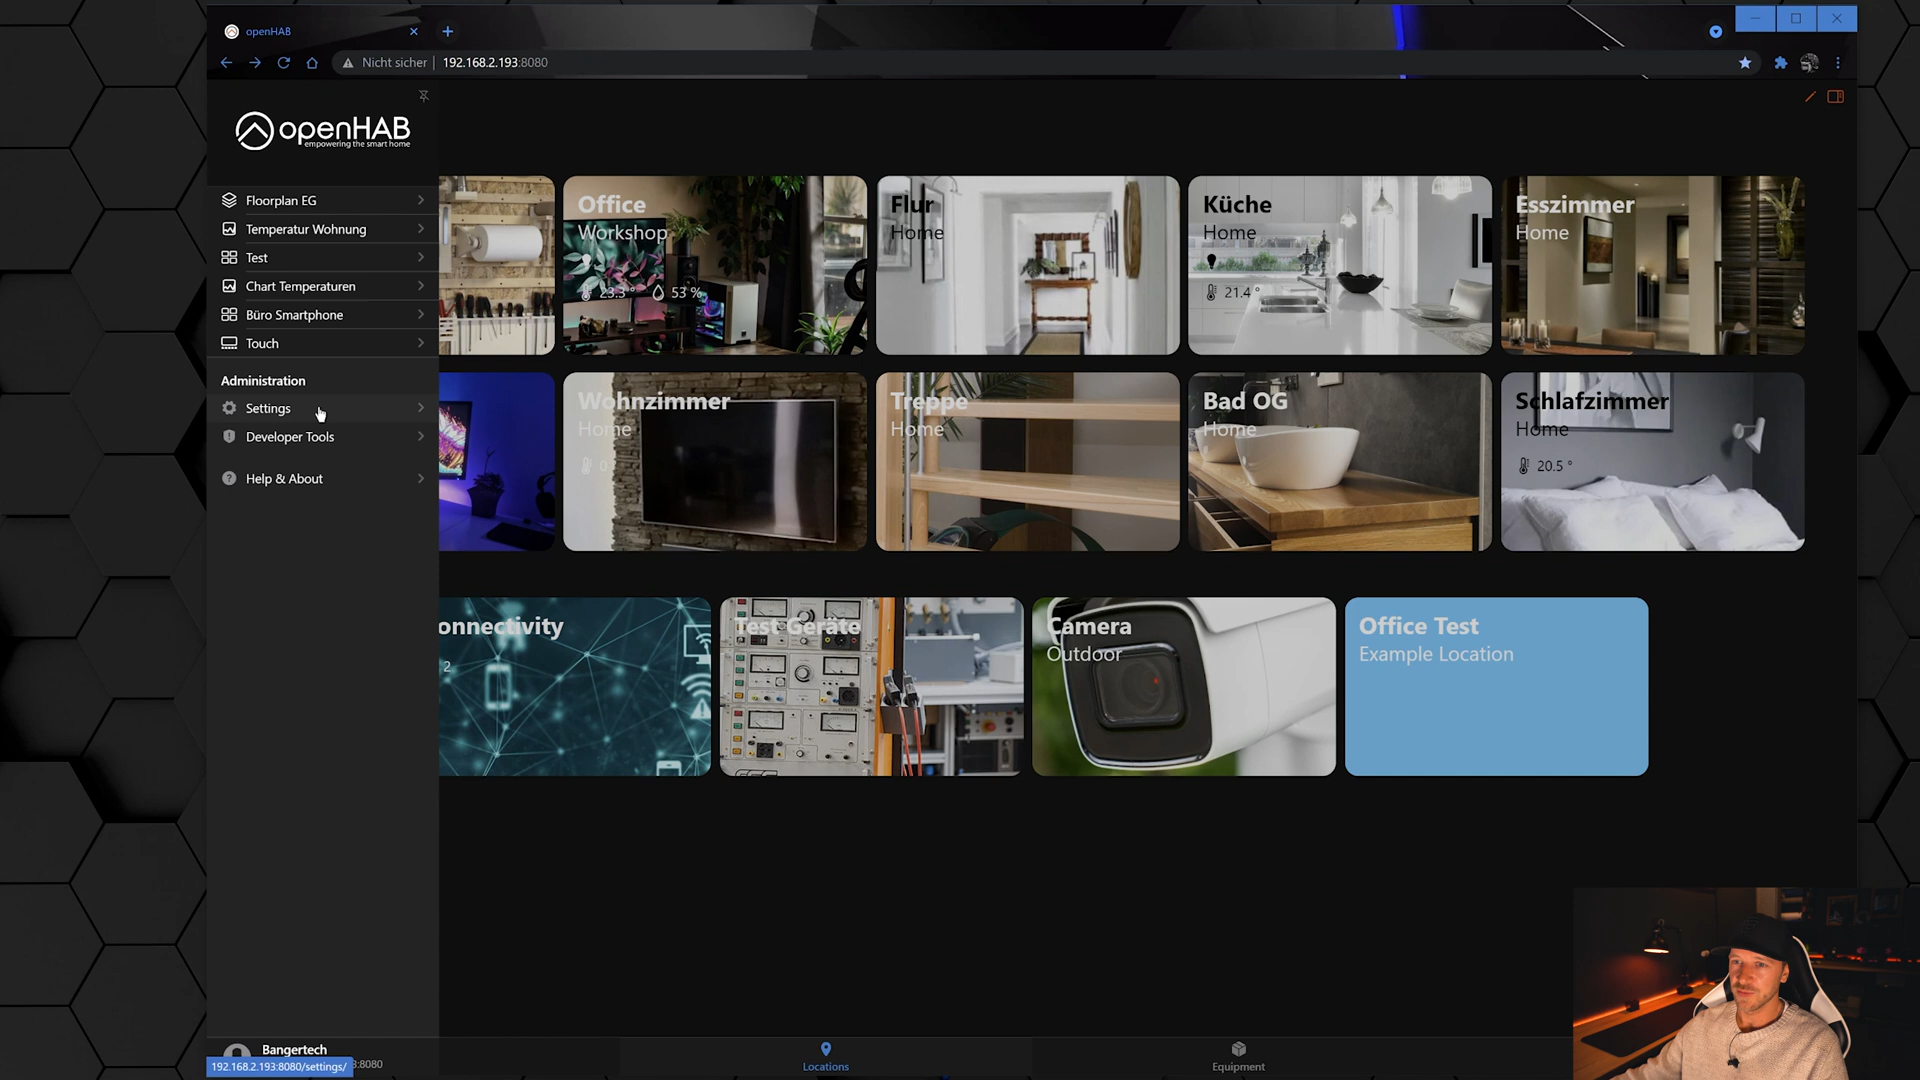 openHAB
Nicht sicher
192.168.2.193:8080
openHAB
empowering the smart home
Floorplan EG
Temperatur Wohnung
Test
Chart Temperaturen
Büro Smartphone
Touch
Administration
Settings
Developer Tools
Help & About
Office
Workshop
23.3 °
53 %
Flur
Home
Küche
Home
21.4 °
Esszimmer
Home
Wohnzimmer
Home
Treppe
Home
Bad OG
Home
Schlafzimmer
Home
20.5 °
onnectivity
2
Test Geräte
Camera
Outdoor
Office Test
Example Location
Bangertech
3:8080
192.168.2.193:8080/settings/
Locations
Equipment